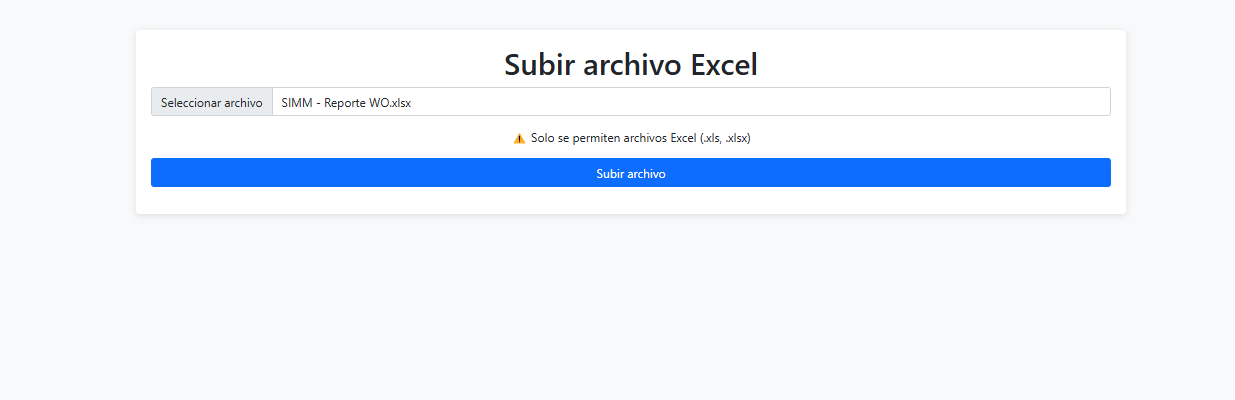 Subir archivo Excel
Seleccionar archivo SIMM - Reporte WO.xlsx
⚠ Solo se permiten archivos Excel (.xls, .xlsx)
Subir archivo